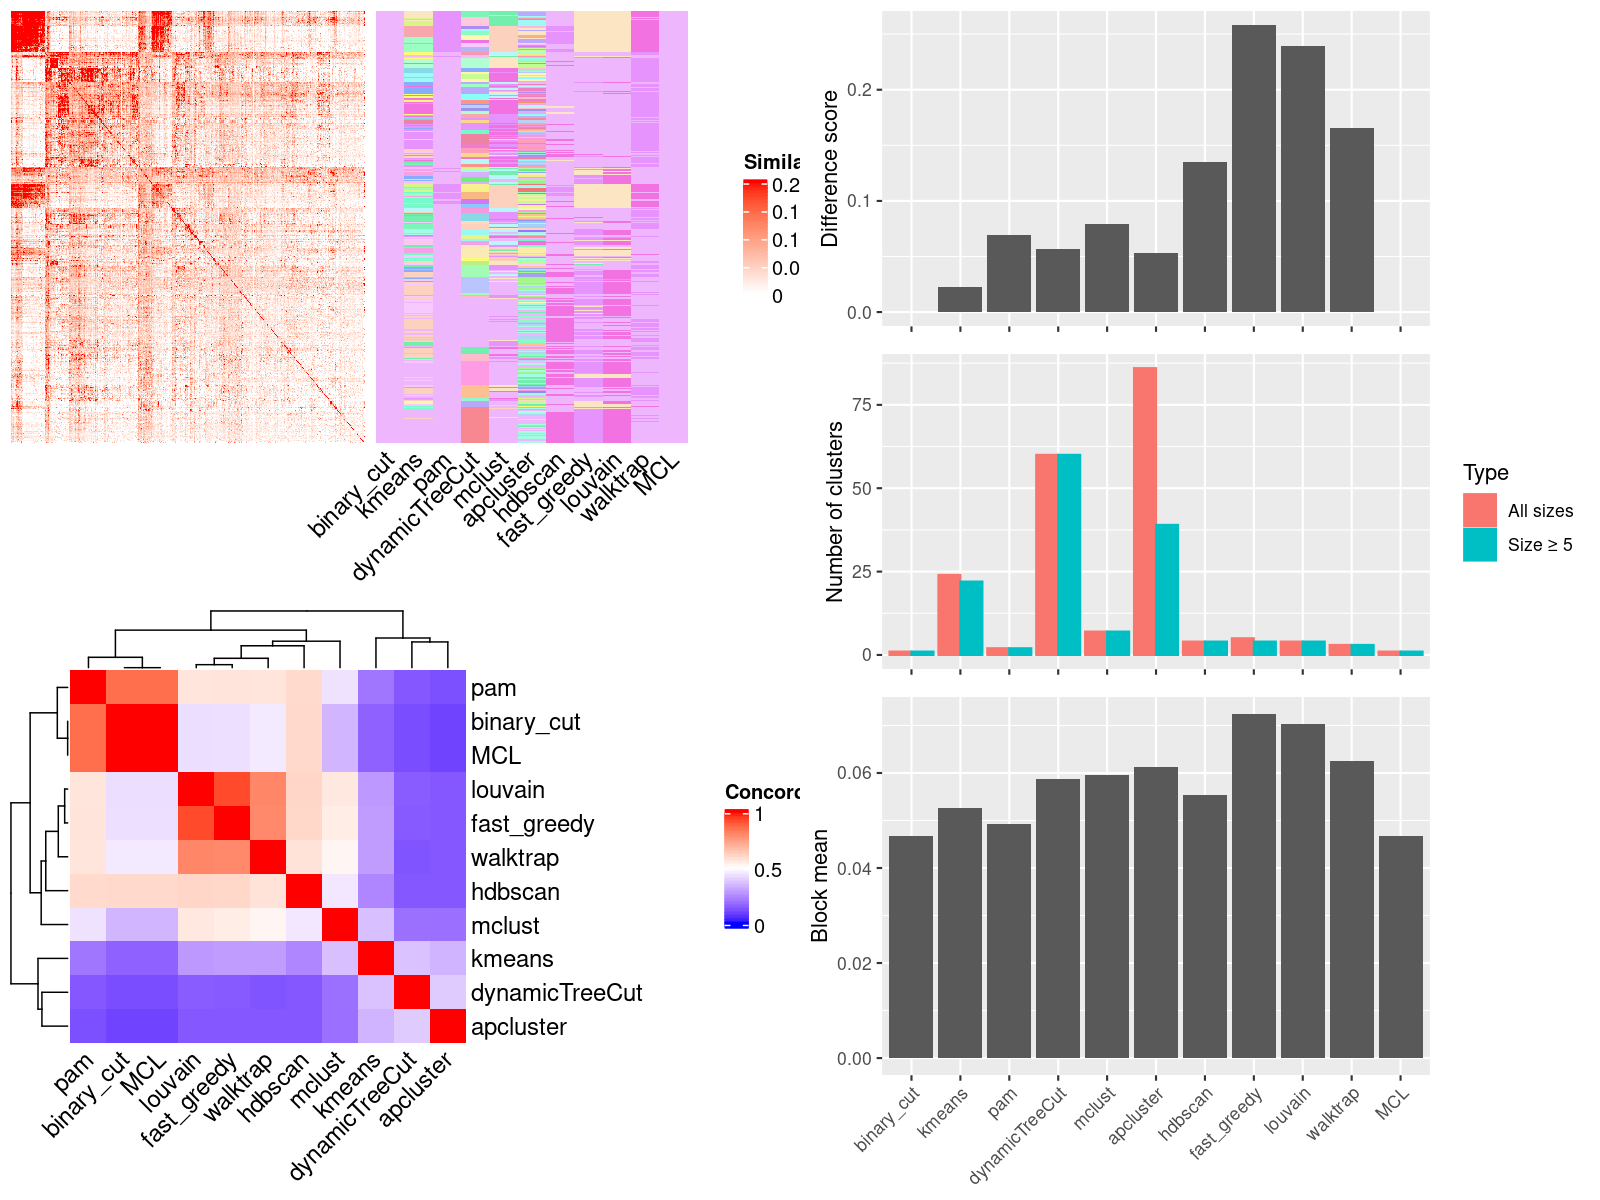 Simila
0.2
0.1
0.1
0.0
0
binary_cut
kmeans
pam
dynamicTreeCut
mclust
apcluster
hdbscan
fast_greedy
louvain
walktrap
MCL
pam
binary_cut
MCL
louvain
fast_greedy
walktrap
hdbscan
mclust
kmeans
dynamicTreeCut
apcluster
pam
binary_cut
MCL
louvain
fast_greedy
walktrap
hdbscan
mclust
kmeans
dynamicTreeCut
apcluster
Concord
1
0.5
0
Difference score
0.2
0.1
0.0
Number of clusters
75
50
25
0
Type
All sizes
Size ≥ 5
Block mean
0.06
0.04
0.02
0.00
binary_cut
kmeans
pam
dynamicTreeCut
mclust
apcluster
hdbscan
fast_greedy
louvain
walktrap
MCL